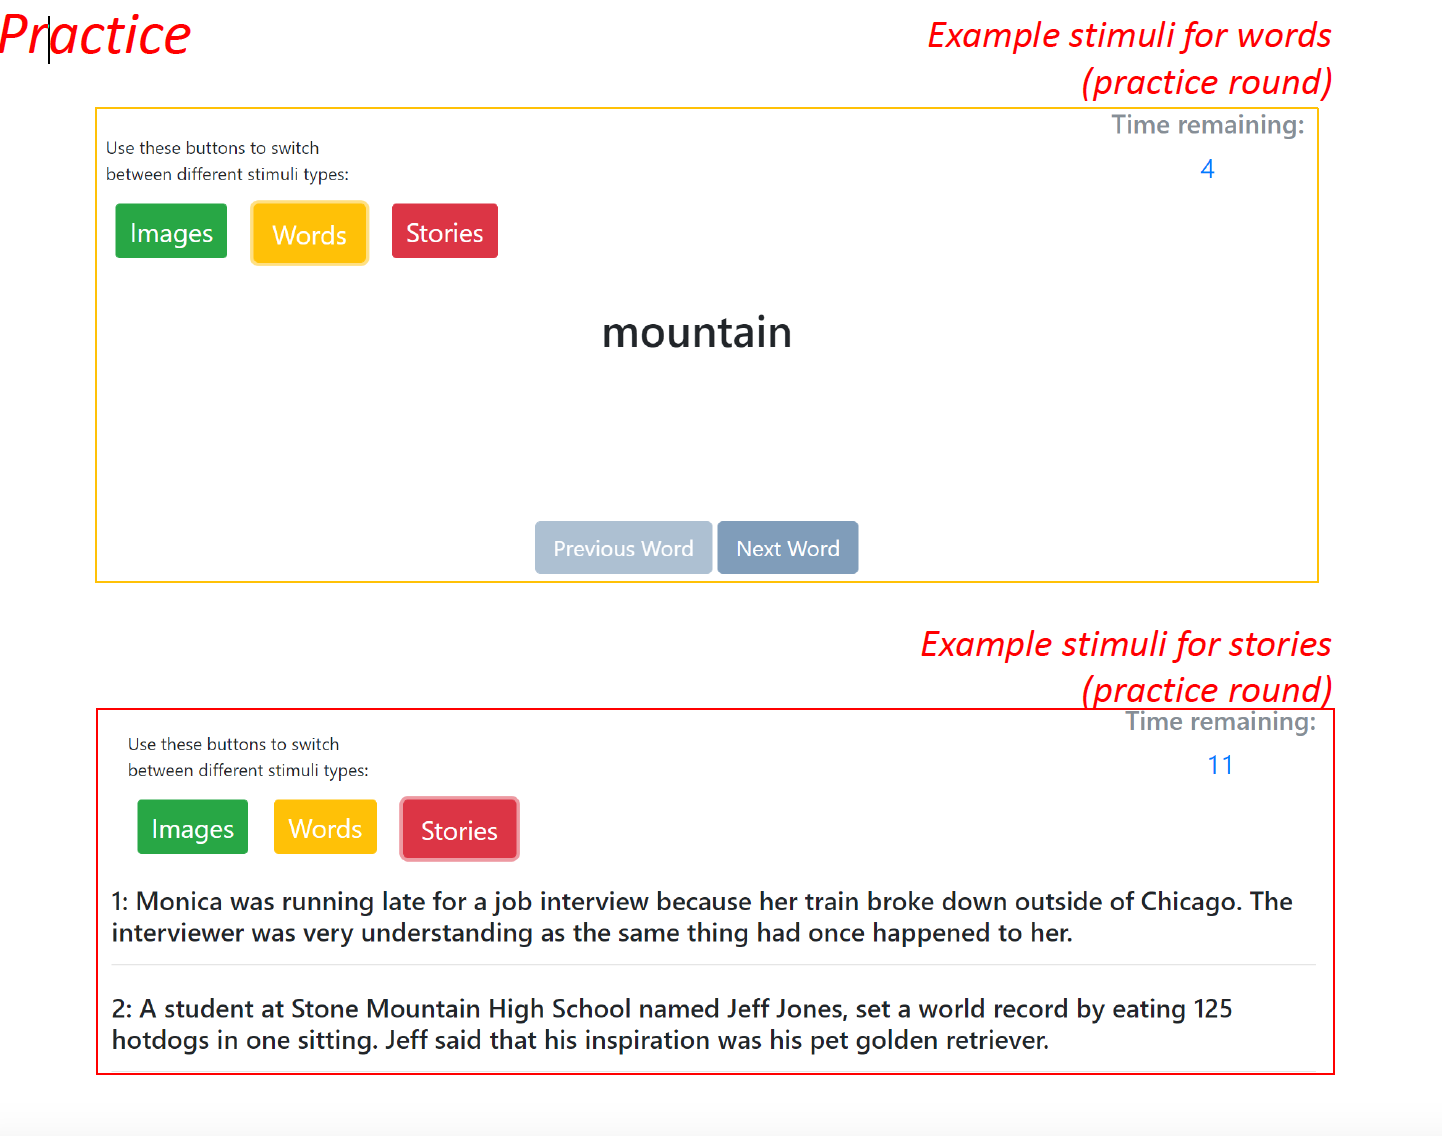 Practice
Example stimuli for words
(practice round)
Time remaining:
4
Use these buttons to switch
between different stimuli types:
Images Words Stories
mountain
Previous Word Next Word
Example stimuli for stories
(practice round)
Time remaining:
11
Use these buttons to switch
between different stimuli types:
Images Words Stories
1: Monica was running late for a job interview because her train broke down outside of Chicago. The
interviewer was very understanding as the same thing had once happened to her.
2: A student at Stone Mountain High School named Jeff Jones, set a world record by eating 125
hotdogs in one sitting. Jeff said that his inspiration was his pet golden retriever.